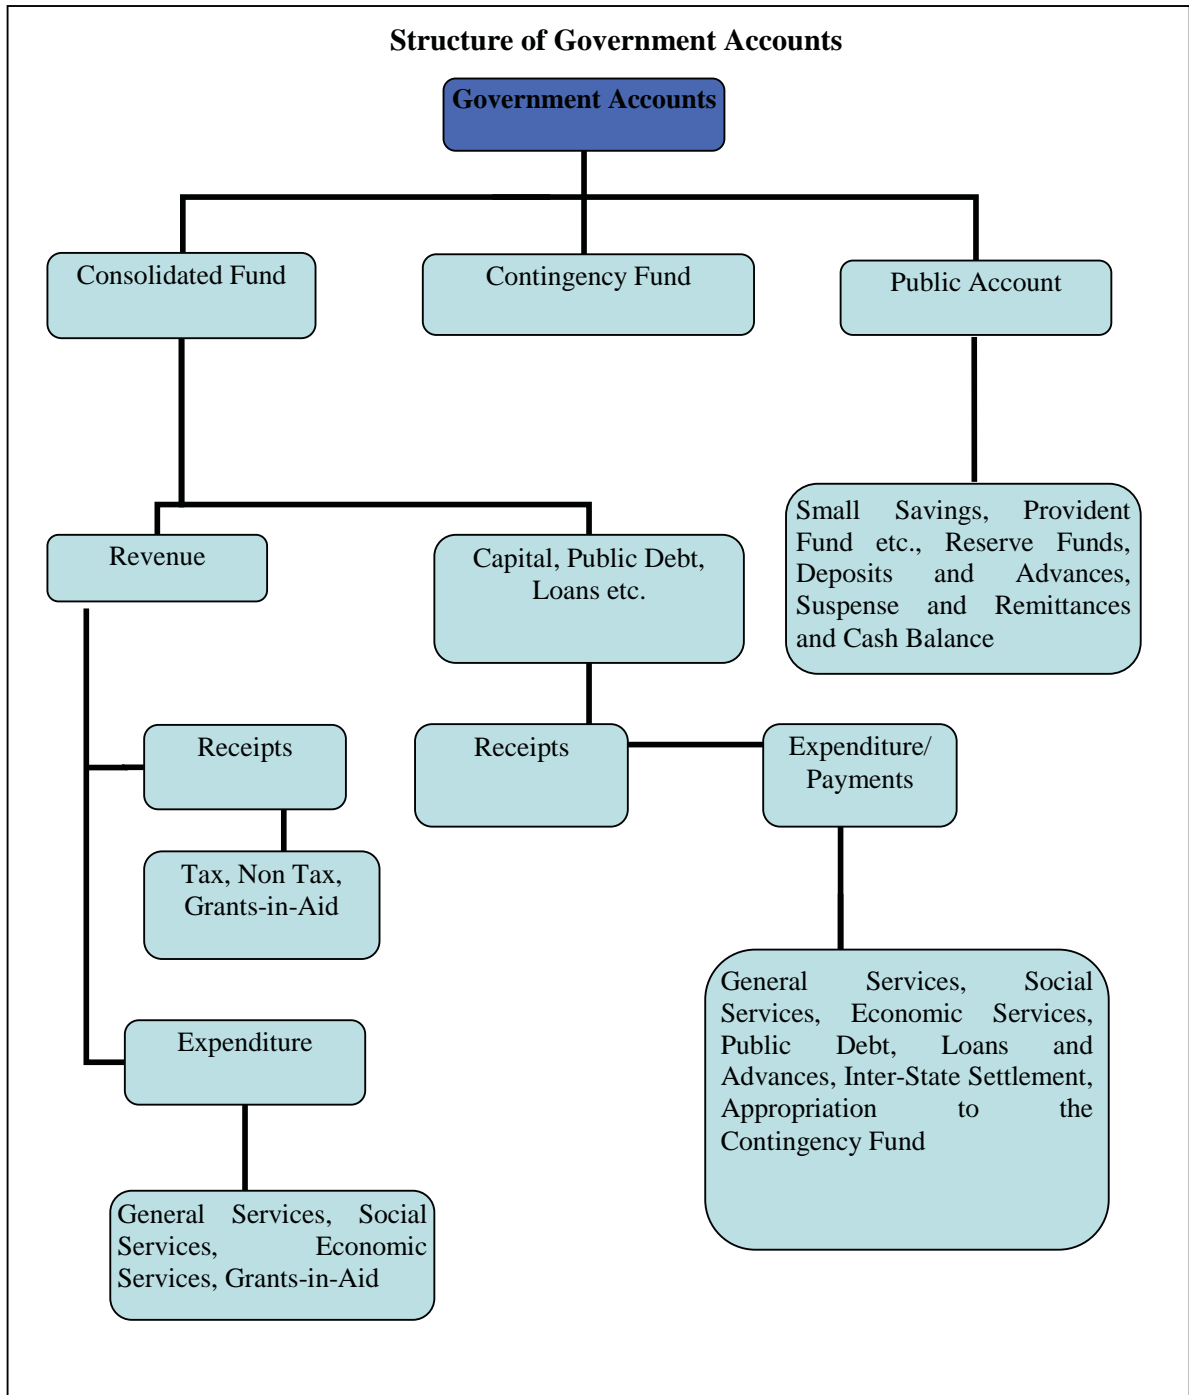 Structure of Government Accounts
Government Accounts
Consolidated Fund
Contingency Fund
Public Account
Revenue
Capital, Public Debt,
Loans etc.
Small Savings, Provident
Fund etc., Reserve Funds,
Deposits and Advances,
Suspense and Remittances
and Cash Balance
Receipts
Receipts
Expenditure/
Payments
Tax, Non Tax,
Grants-in-Aid
Expenditure
General Services, Social
Services, Economic Services,
Public Debt, Loans and
Advances, Inter-State Settlement,
Appropriation to the
Contingency Fund
General Services, Social
Services, Economic
Services, Grants-in-Aid